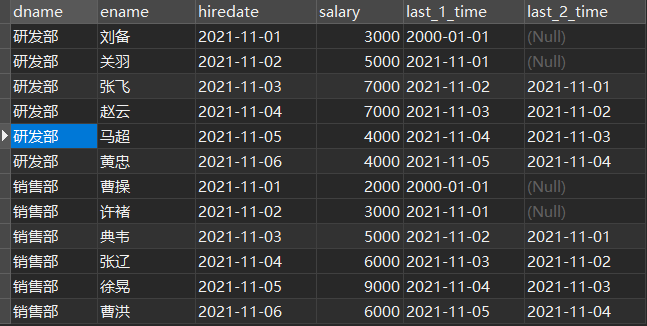 dname ename hiredate salary last_1_time last_2_time
研发部 刘备 2021-11-01 3000 2000-01-01 (Null)
研发部 关羽 2021-11-02 5000 2021-11-01 (Null)
研发部 张飞 2021-11-03 7000 2021-11-02 2021-11-01
研发部 赵云 2021-11-04 7000 2021-11-03 2021-11-02
研发部 马超 2021-11-05 4000 2021-11-04 2021-11-03
研发部 黄忠 2021-11-06 4000 2021-11-05 2021-11-04
销售部 曹操 2021-11-01 2000 2000-01-01 (Null)
销售部 许褚 2021-11-02 3000 2021-11-01 (Null)
销售部 典韦 2021-11-03 5000 2021-11-02 2021-11-01
销售部 张辽 2021-11-04 6000 2021-11-03 2021-11-02
销售部 徐晃 2021-11-05 9000 2021-11-04 2021-11-03
销售部 曹洪 2021-11-06 6000 2021-11-05 2021-11-04